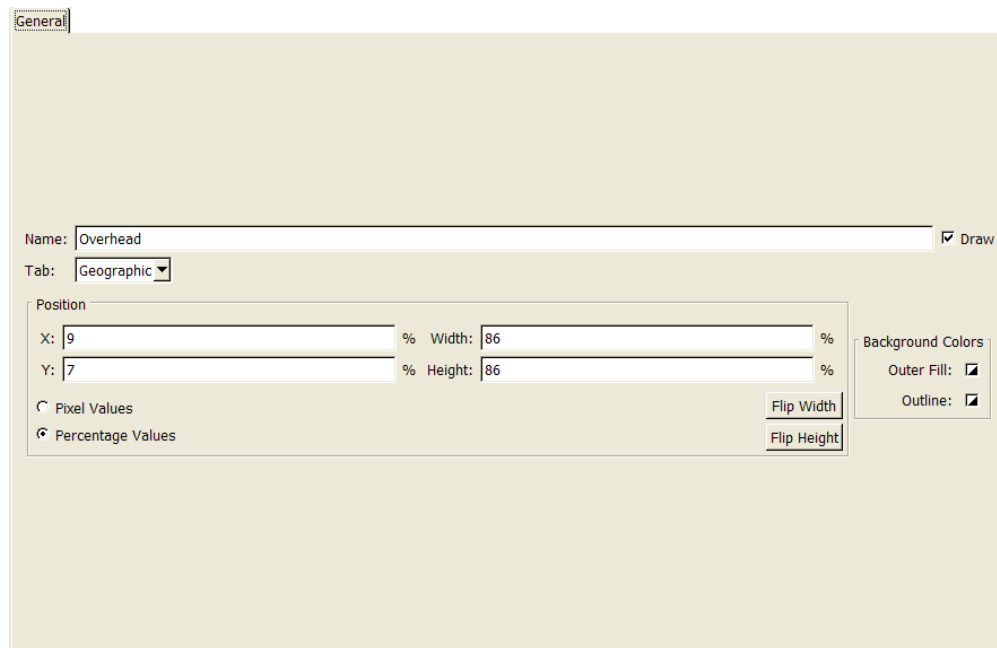 General
Name: Overhead Draw
Tab: Geographic
Position
X: 9 % Width: 86 %
Y: 7 % Height: 86 %
Pixel Values
Percentage Values
Flip Width
Flip Height
Background Colors
Outer Fill:
Outline: